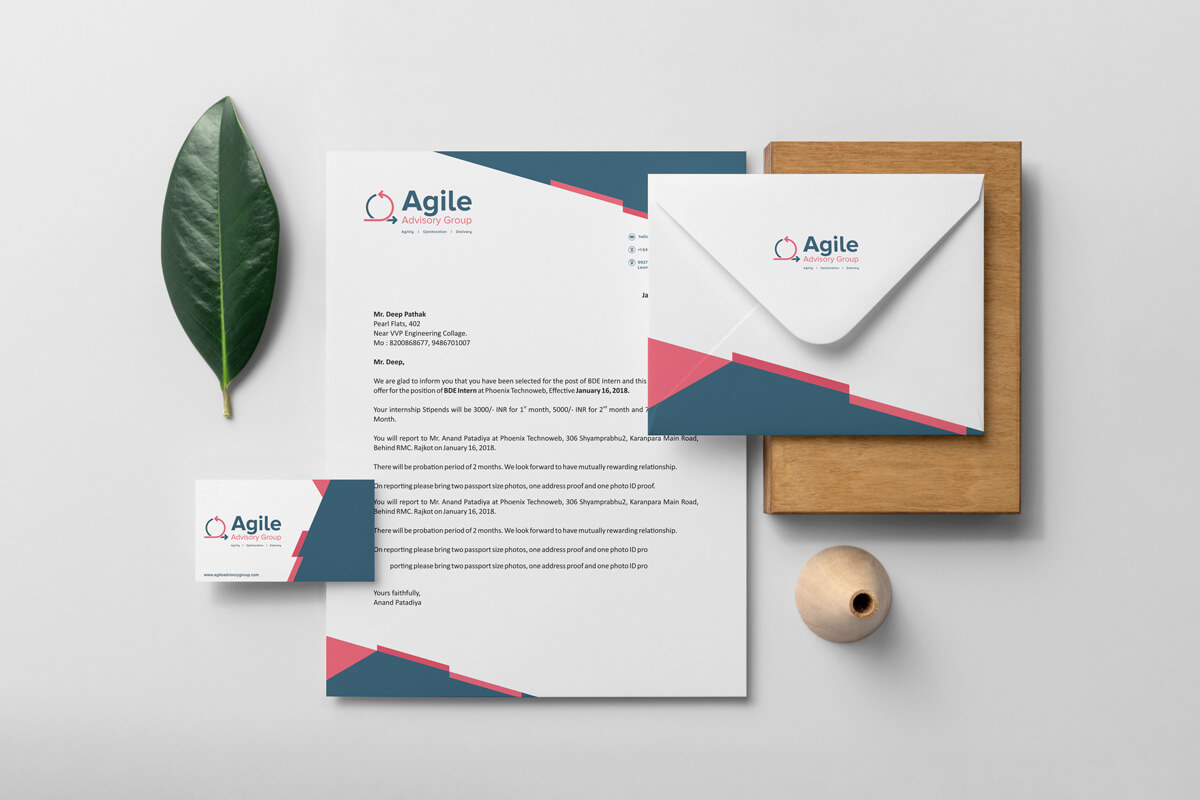 Agile
Advisory Group
Agility | Optimization | Delivery
Ja
Mr. Deep Pathak
Pearl Flats, 402
Near VVP Engineering Collage.
Mo : 8200868677, 9486701007
Mr. Deep,
We are glad to inform you that you have been selected for the post of BDE Intern and this
offer for the position of BDE Intern at Phoenix Technoweb, Effective January 16, 2018.
Your internship Stipends will be 3000/- INR for 1st month, 5000/- INR for 2nd month and 7
Month.
You will report to Mr. Anand Patadiya at Phoenix Technoweb, 306 Shyamprabhu2, Karanpara Main Road,
Behind RMC. Rajkot on January 16, 2018.
There will be probation period of 2 months. We look forward to have mutually rewarding relationship.
On reporting please bring two passport size photos, one address proof and one photo ID proof.
You will report to Mr. Anand Patadiya at Phoenix Technoweb, 306 Shyamprabhu2, Karanpara Main Road,
Behind RMC. Rajkot on January 16, 2018.
There will be probation period of 2 months. We look forward to have mutually rewarding relationship.
On reporting please bring two passport size photos, one address proof and one photo ID pro
porting please bring two passport size photos, one address proof and one photo ID pro
Yours faithfully,
Anand Patadiya
Agile
Advisory Group
Agility | Optimization | Delivery
Agile
Advisory Group
Agility | Optimization | Delivery
www.agileadvisorygroup.com